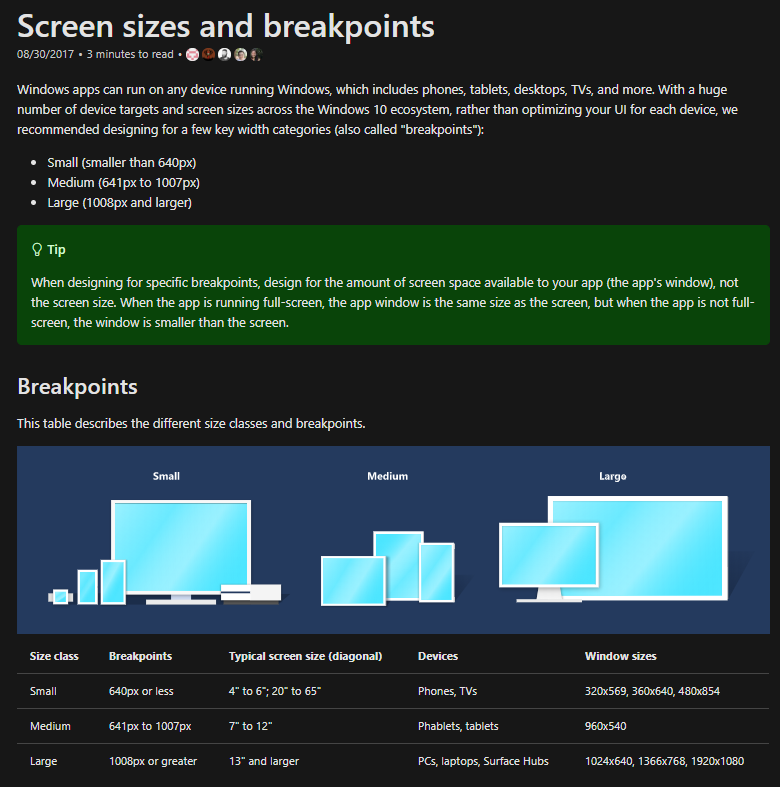 Screen sizes and breakpoints
08/30/2017 • 3 minutes to read •
Windows apps can run on any device running Windows, which includes phones, tablets, desktops, TVs, and more. With a huge
number of device targets and screen sizes across the Windows 10 ecosystem, rather than optimizing your UI for each device, we
recommended designing for a few key width categories (also called "breakpoints"):
• Small (smaller than 640px)
• Medium (641px to 1007px)
• Large (1008px and larger)
Tip
When designing for specific breakpoints, design for the amount of screen space available to your app (the app's window), not
the screen size. When the app is running full-screen, the app window is the same size as the screen, but when the app is not full-
screen, the window is smaller than the screen.
Breakpoints
This table describes the different size classes and breakpoints.
Small Medium Large
Size class Breakpoints Typical screen size (diagonal) Devices Window sizes
Small 640px or less 4" to 6"; 20" to 65" Phones, TVs 320x569, 360x640, 480x854
Medium 641px to 1007px 7" to 12" Phablets, tablets 960x540
Large 1008px or greater 13" and larger PCs, laptops, Surface Hubs 1024x640, 1366x768, 1920x1080